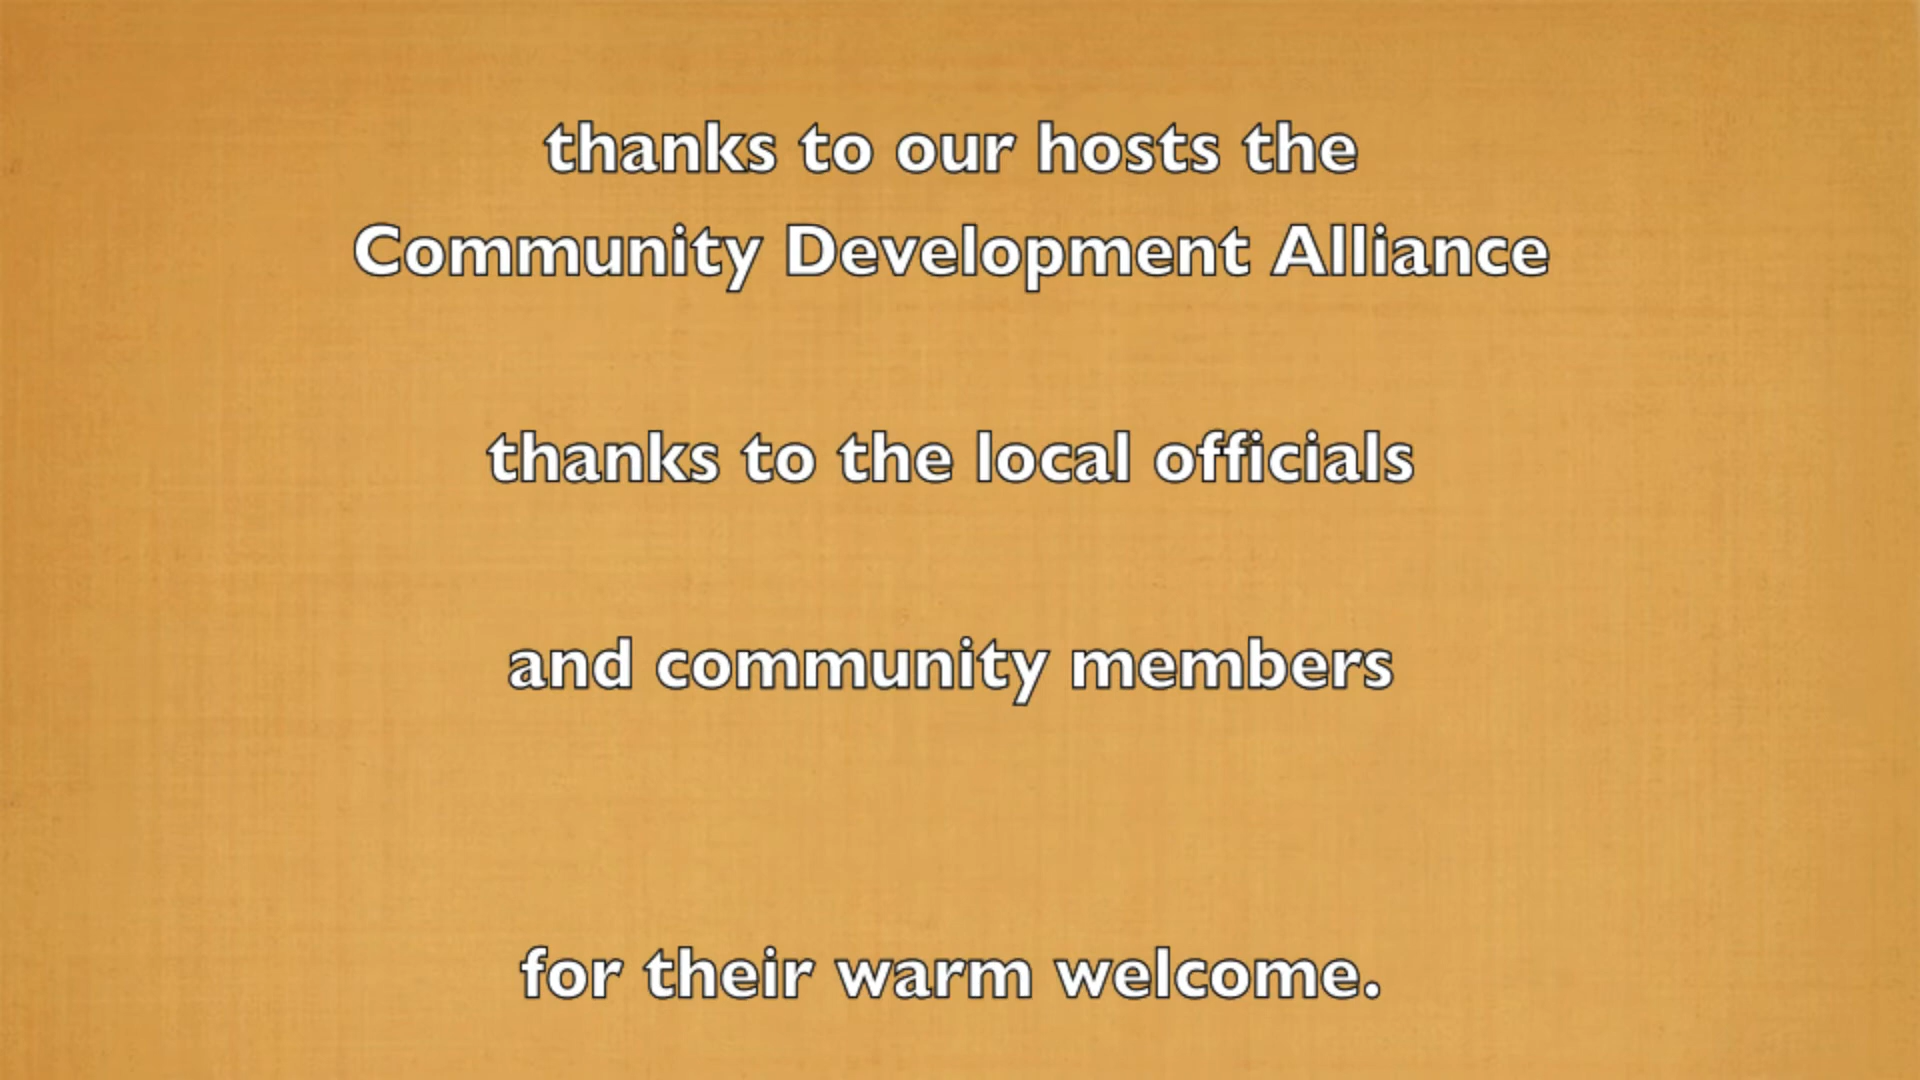 thanks to our hosts the
Community Development Alliance
thanks to the local officials
and community members
for their warm welcome.